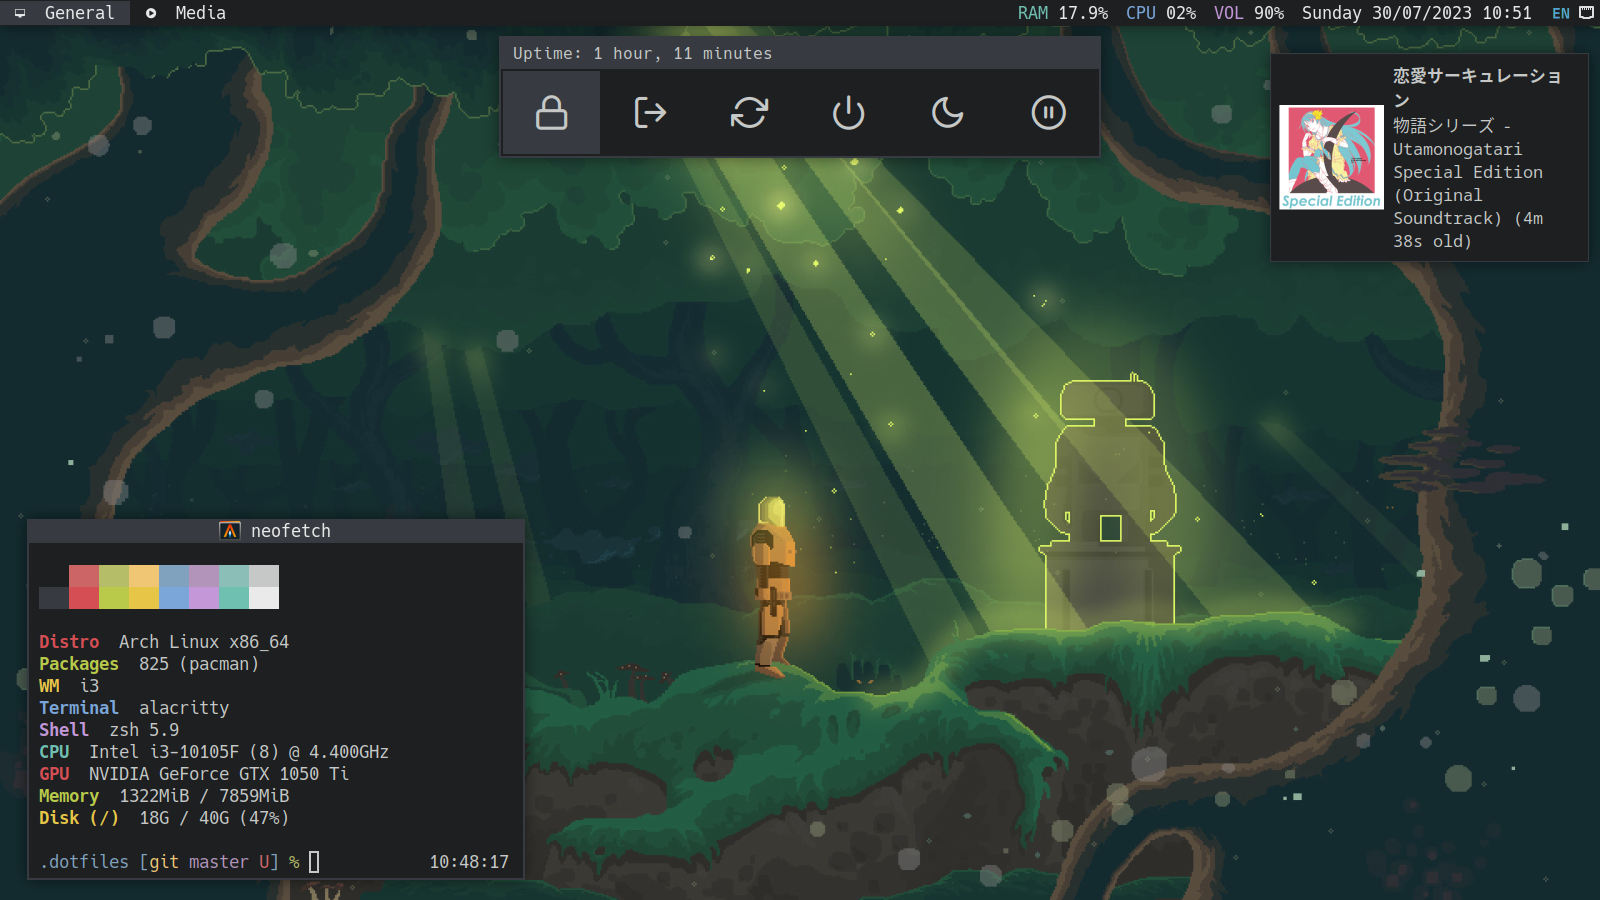 General Media RAM 17.9% CPU 02% VOL 90% Sunday 30/07/2023 10:51 EN
Uptime: 1 hour, 11 minutes
恋愛サーキュレーショ
ン
物語シリーズ -
Utamonogatari
Special Edition
(Original
Soundtrack) (4m
38s old)
Special Edition
neofetch
Distro Arch Linux x86_64
Packages 825 (pacman)
WM i3
Terminal alacritty
Shell zsh 5.9
CPU Intel i3-10105F (8) @ 4.400GHz
GPU NVIDIA GeForce GTX 1050 Ti
Memory 1322MiB / 7859MiB
Disk (/) 18G / 40G (47%)
.dotfiles [git master U] % 10:48:17